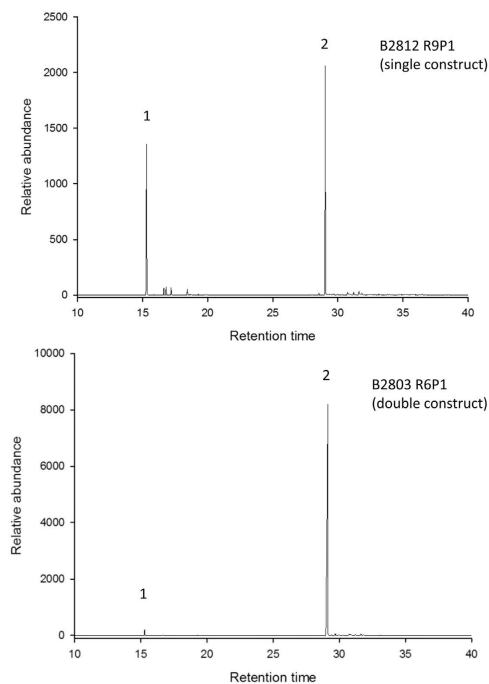 2500
2000
1500
1000
500
0
Relative abundance
1
2
B2812 R9P1
(single construct)
10 15 20 25 30 35 40
Retention time
10000
8000
6000
4000
2000
0
Relative abundance
1
2
B2803 R6P1
(double construct)
10 15 20 25 30 35 40
Retention time